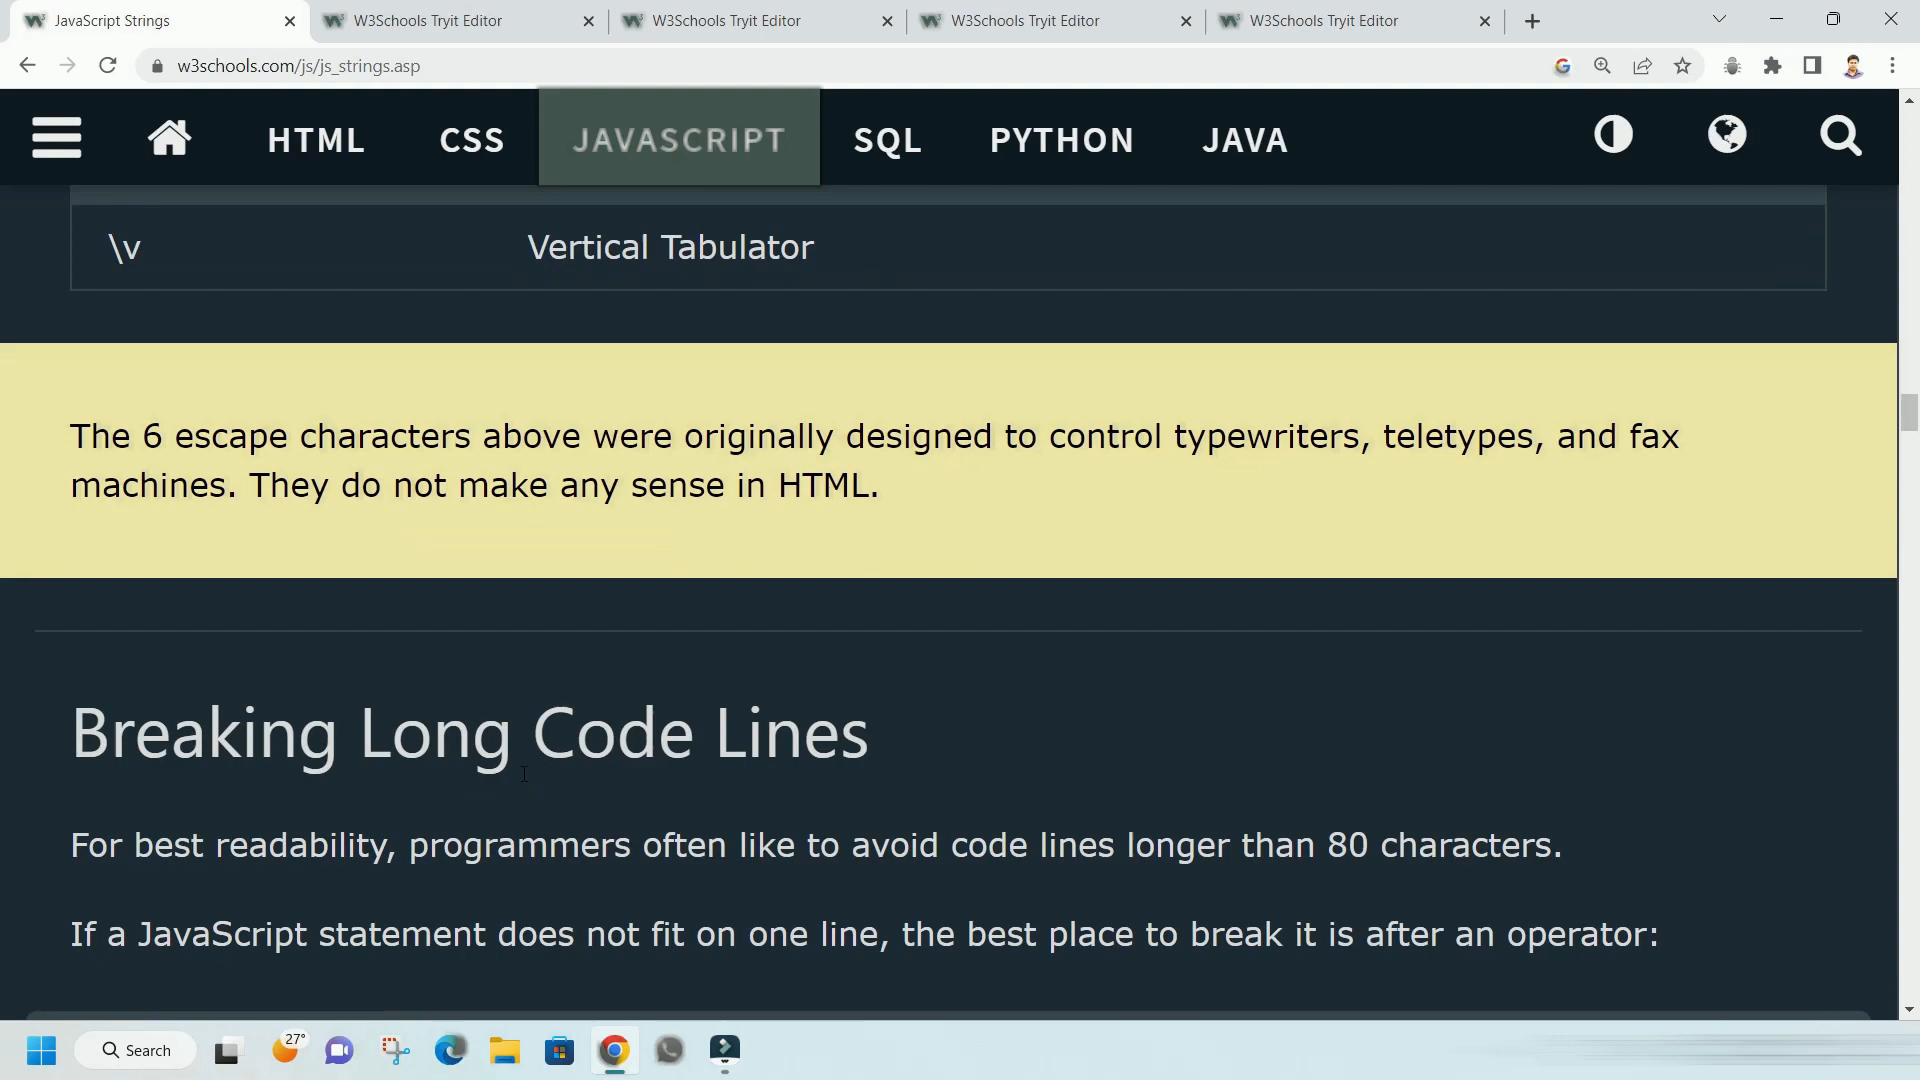 JavaScript Strings
W3Schools Tryit Editor
W3Schools Tryit Editor
W3Schools Tryit Editor
W3Schools Tryit Editor
w3schools.com/js/js_strings.asp
HTML
CSS
JAVASCRIPT
SQL
PYTHON
JAVA
\v
Vertical Tabulator
The 6 escape characters above were originally designed to control typewriters, teletypes, and fax
machines. They do not make any sense in HTML.
Breaking Long Code Lines
For best readability, programmers often like to avoid code lines longer than 80 characters.
If a JavaScript statement does not fit on one line, the best place to break it is after an operator:
Search
27°